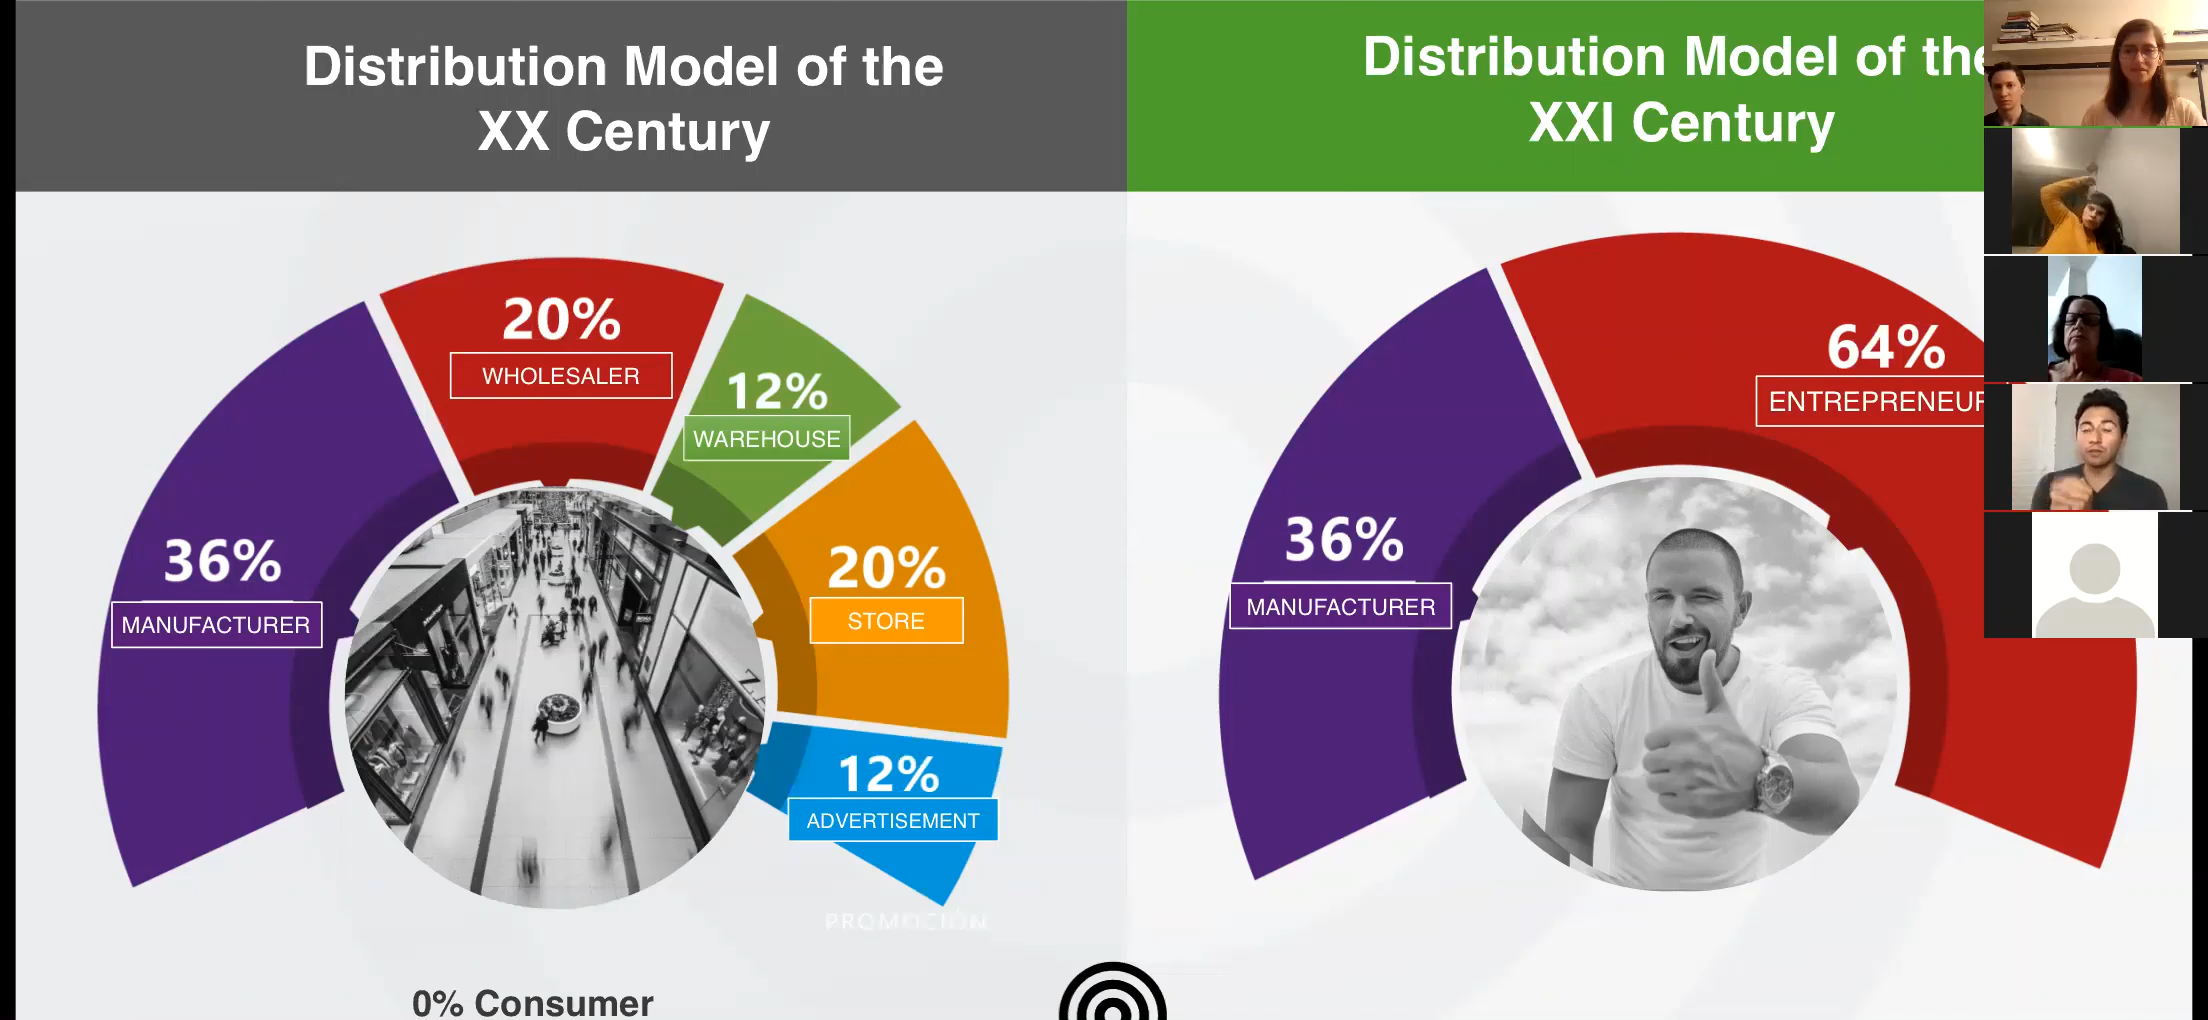 Distribution Model of the
XX Century
36%
MANUFACTURER
20%
WHOLESALER
12%
WAREHOUSE
20%
STORE
12%
ADVERTISEMENT
PROMOCIÓN
0% Consumer
Distribution Model of the
XXI Century
36%
MANUFACTURER
64%
ENTREPRENEUR